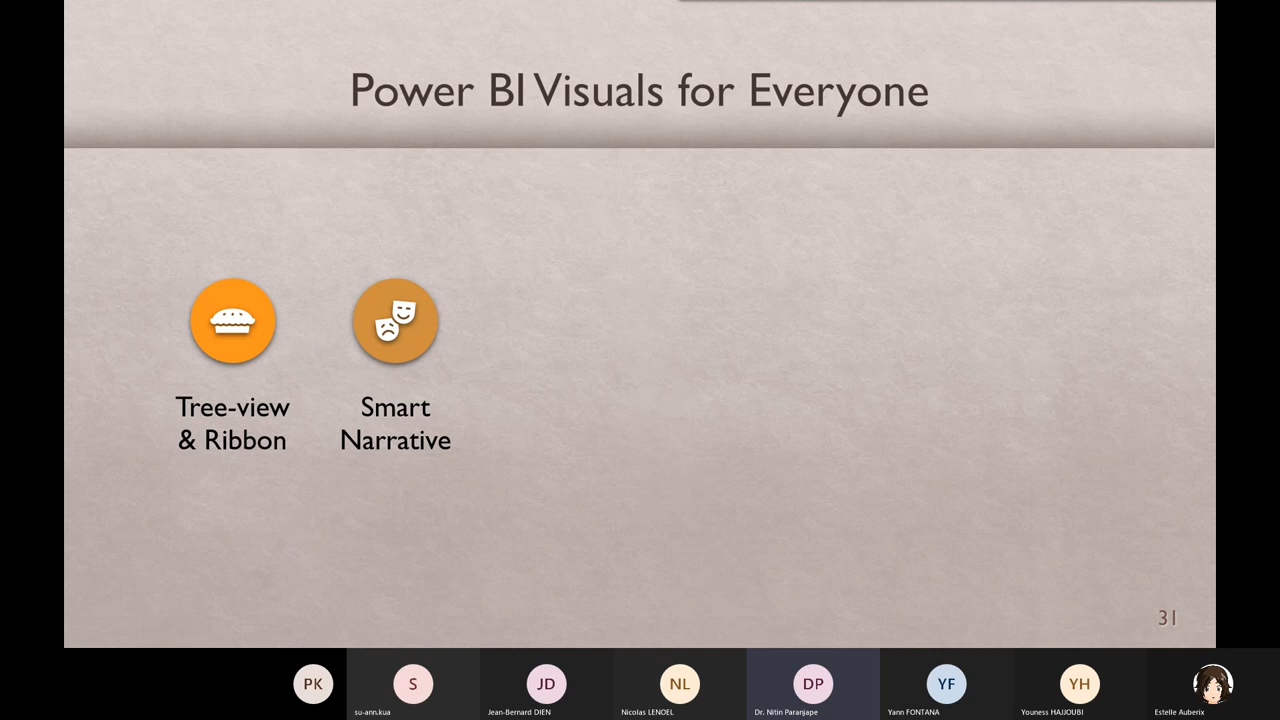 Power BI Visuals for Everyone
Tree-view
& Ribbon
Smart
Narrative
31
PK
S
JD
NL
DP
YF
YH
su-ann.kua
Jean-Bernard DIEN
Nicolas LENOEL
Dr. Nitin Paranjape
Yann FONTANA
Youness HAJJOUBI
Estelle Auberix